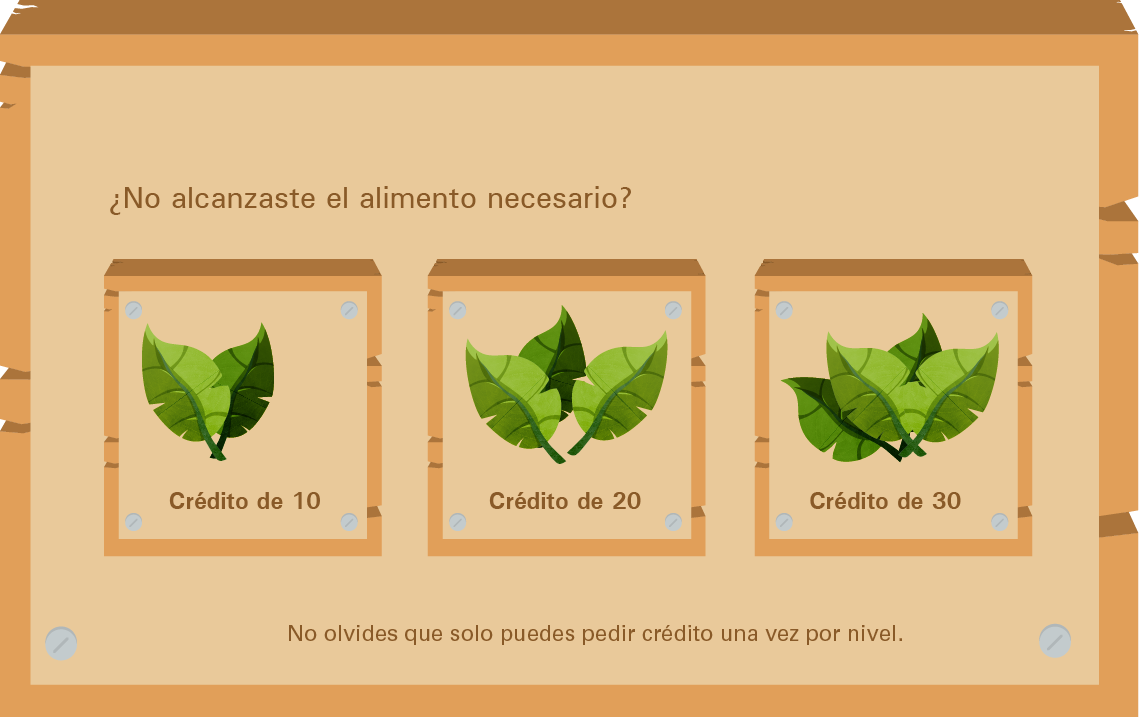 ¿No alcanzaste el alimento necesario?
Crédito de 10
Crédito de 20
Crédito de 30
No olvides que solo puedes pedir crédito una vez por nivel.